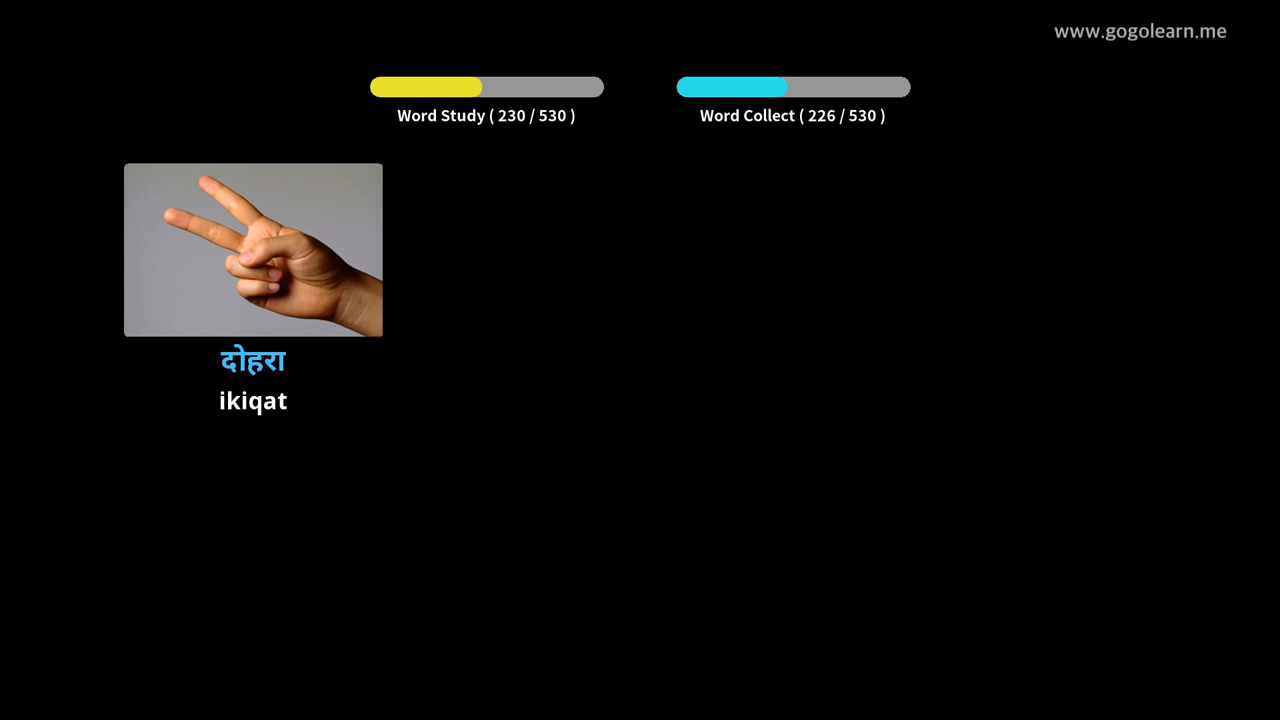 www.gogolearn.me
Word Study ( 230 / 530 )
Word Collect ( 226 / 530 )
दोहरा
ikiqat